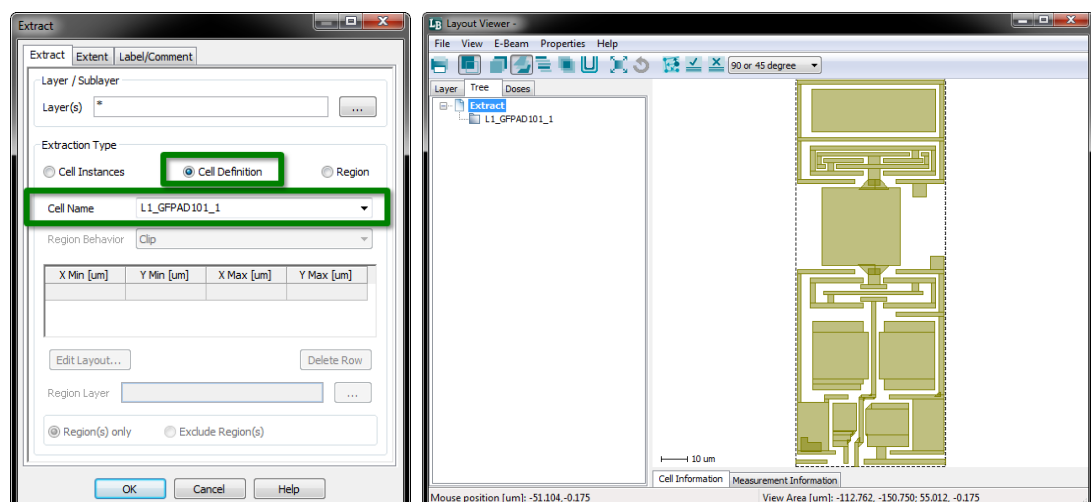 Extract
Extract Extent Label/Comment
Layer / Sublayer
Layer(s) * ...
Extraction Type
Cell Instances Cell Definition Region
Cell Name L1_GFPAD101_1
Region Behavior Clip
X Min [um] Y Min [um] X Max [um] Y Max [um]
Edit Layout... Delete Row
Region Layer ...
Region(s) only Exclude Region(s)
OK Cancel Help
LB Layout Viewer -
File View E-Beam Properties Help
90 or 45 degree
Layer Tree Doses
Extract
L1_GFPAD101_1
10 um
Cell Information Measurement Information
Mouse position [um]: -51.104, -0.175 View Area [um]: -112.762, -150.750; 55.012, -0.175